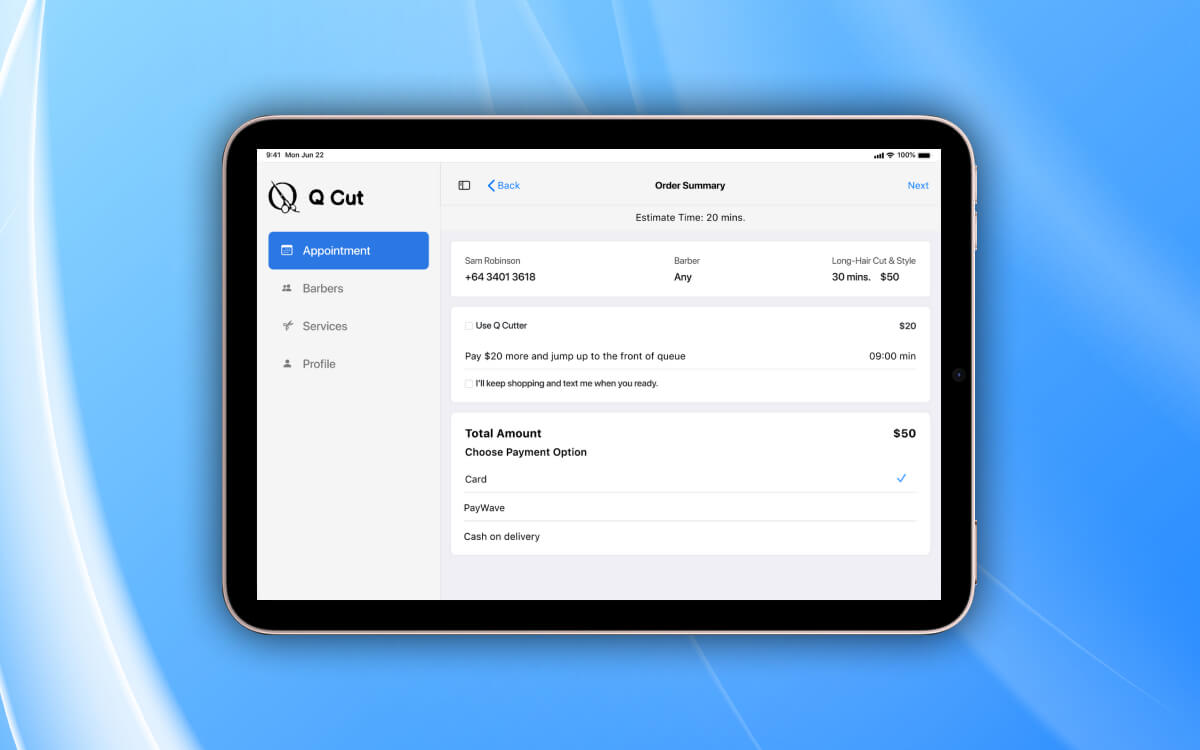 9:41 Mon Jun 22
100%
Q Cut
Appointment
Barbers
Services
Profile
Back
Order Summary
Next
Estimate Time: 20 mins.
Sam Robinson
+64 3401 3618
Barber
Any
Long-Hair Cut & Style
30 mins. $50
Use Q Cutter
$20
Pay $20 more and jump up to the front of queue
09:00 min
I'll keep shopping and text me when you ready.
Total Amount
$50
Choose Payment Option
Card
PayWave
Cash on delivery